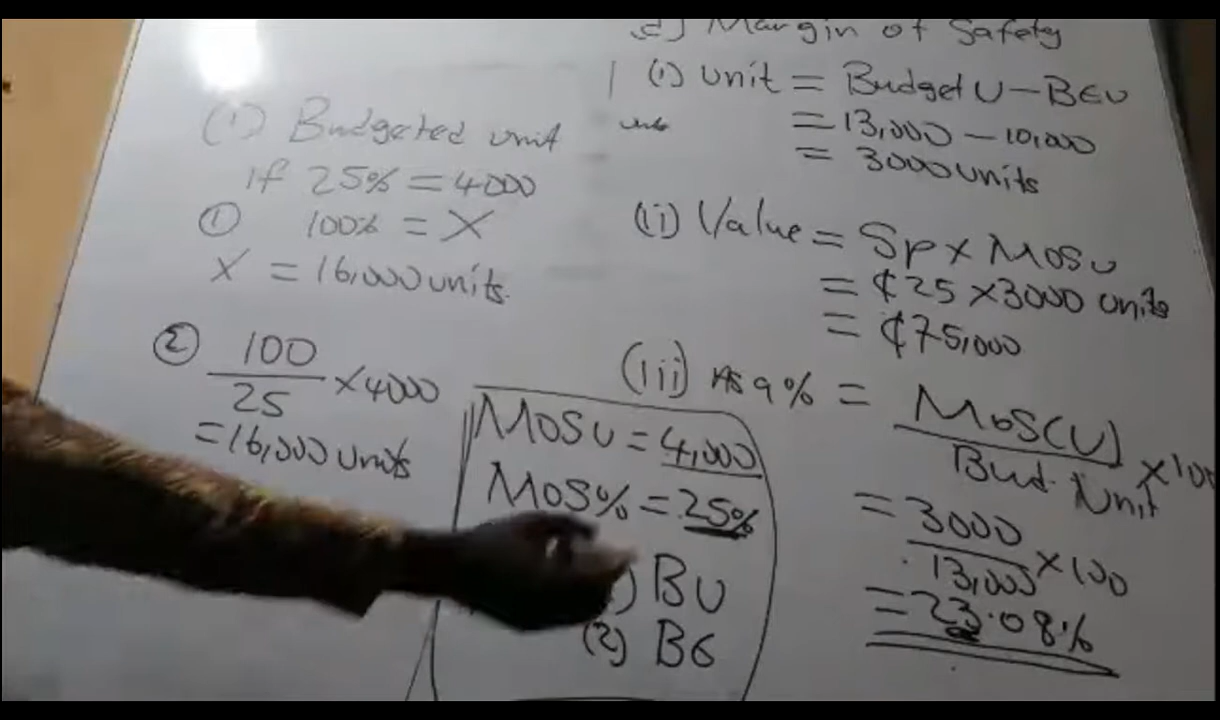 d) Margin of Safety
(i) unit = Budget U - BEU
= 13,000 - 10,000
= 3000 units
(ii) Value = Sp x MOSU
= ¢25 x 3000 units
= ¢75,000
(iii) As a % = MOS(U) / Bud. Unit x 100
= 3000 / 13,000 x 100
= 23.08%
(1) Budgeted unit
if 25% = 4000
① 100% = X
X = 16,000 units.
② 100 / 25 x 4000
= 16,000 units
MOSU = 4,000
MOS% = 25%
) BU
(2) BE